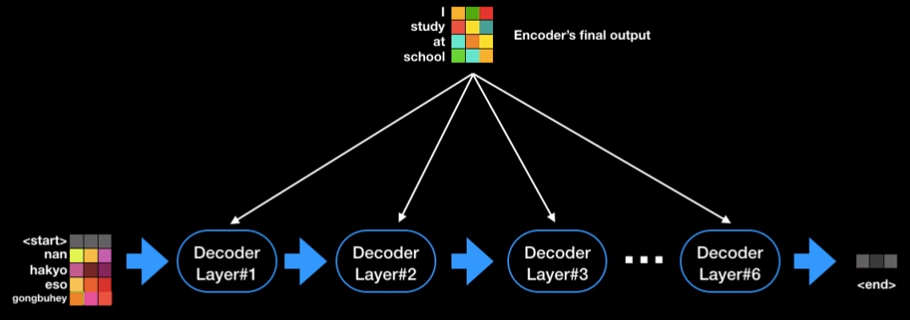 I
study
at
school
Encoder's final output
<start>
nan
hakyo
eso
gongbuhey
Decoder
Layer#1
Decoder
Layer#2
Decoder
Layer#3
Decoder
Layer#6
<end>